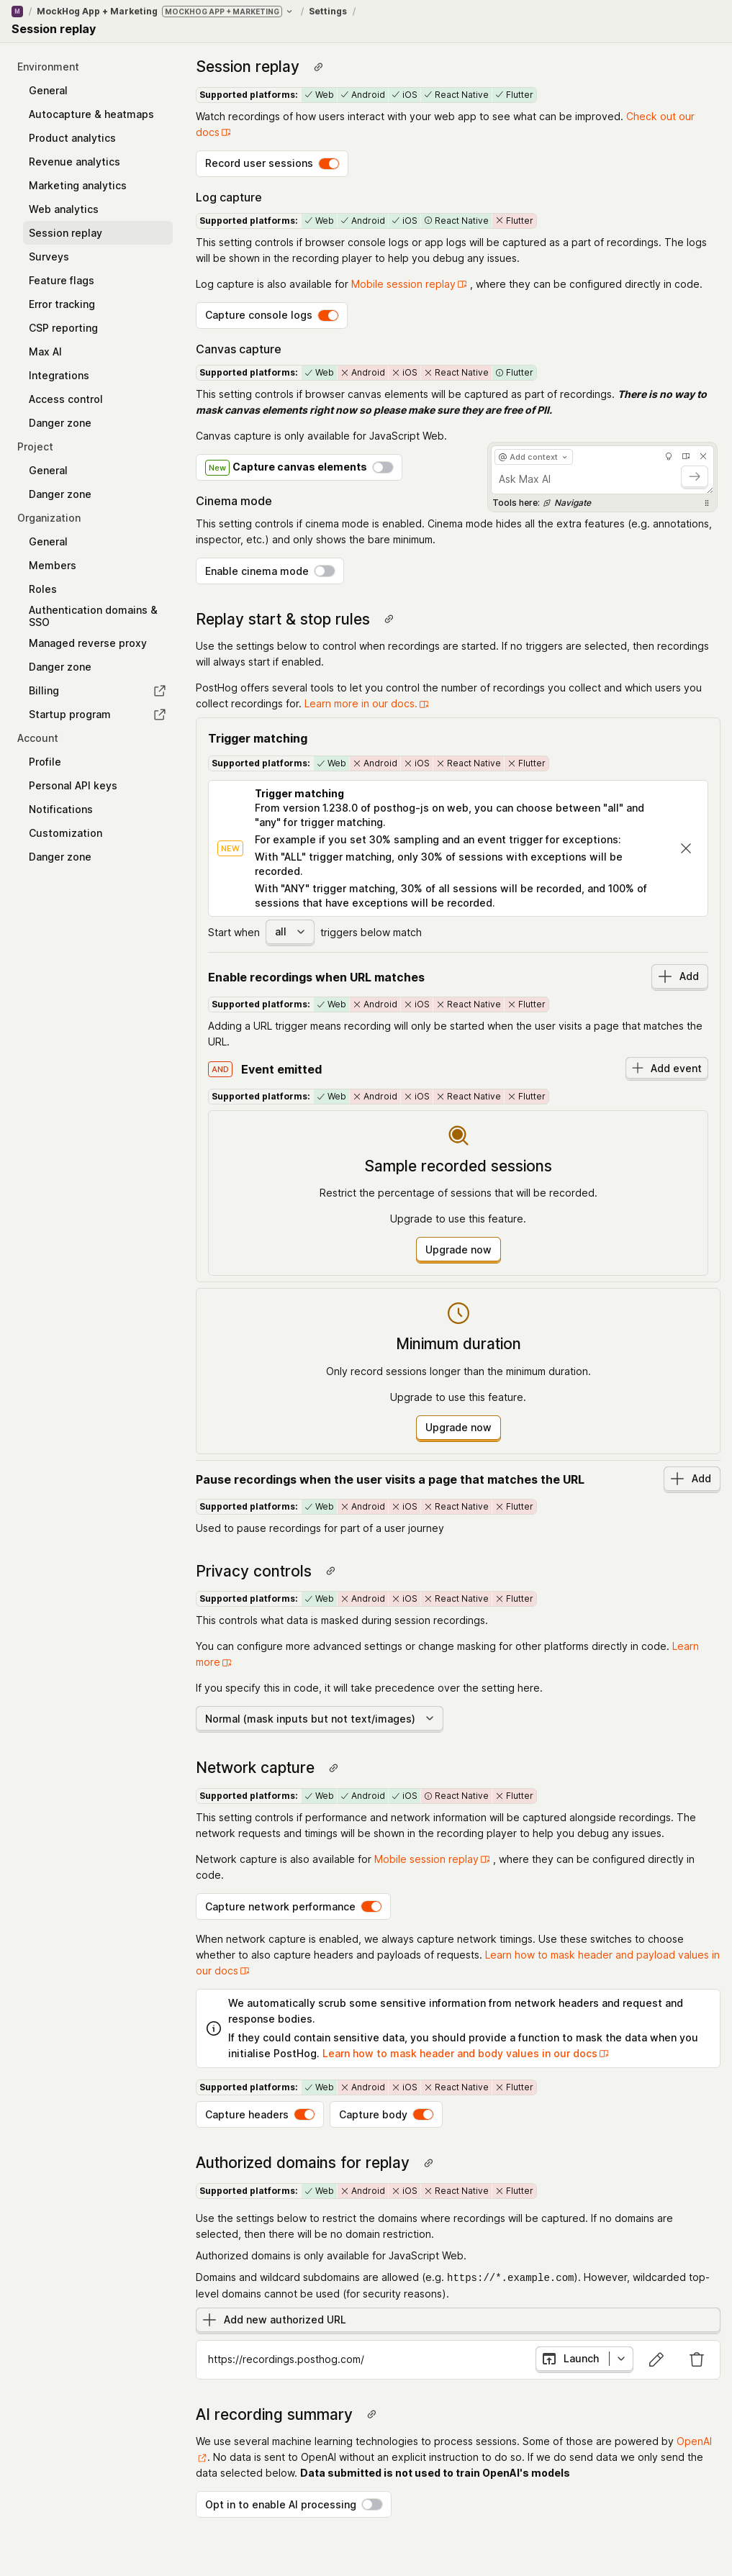 M / MockHog App + Marketing MOCKHOG APP + MARKETING / Settings /
Session replay
Environment
General
Autocapture & heatmaps
Product analytics
Revenue analytics
Marketing analytics
Web analytics
Session replay
Surveys
Feature flags
Error tracking
CSP reporting
Max AI
Integrations
Access control
Danger zone
Project
General
Danger zone
Organization
General
Members
Roles
Authentication domains &
SSO
Managed reverse proxy
Danger zone
Billing
Startup program
Account
Profile
Personal API keys
Notifications
Customization
Danger zone
Session replay
Supported platforms: Web Android iOS React Native Flutter
Watch recordings of how users interact with your web app to see what can be improved. Check out our
docs
Record user sessions
Log capture
Supported platforms: Web Android iOS React Native Flutter
This setting controls if browser console logs or app logs will be captured as a part of recordings. The logs
will be shown in the recording player to help you debug any issues.
Log capture is also available for Mobile session replay , where they can be configured directly in code.
Capture console logs
Canvas capture
Supported platforms: Web Android iOS React Native Flutter
This setting controls if browser canvas elements will be captured as part of recordings. There is no way to
mask canvas elements right now so please make sure they are free of PII.
Canvas capture is only available for JavaScript Web.
New Capture canvas elements
@ Add context
Ask Max AI
Tools here: Navigate
Cinema mode
This setting controls if cinema mode is enabled. Cinema mode hides all the extra features (e.g. annotations,
inspector, etc.) and only shows the bare minimum.
Enable cinema mode
Replay start & stop rules
Use the settings below to control when recordings are started. If no triggers are selected, then recordings
will always start if enabled.
PostHog offers several tools to let you control the number of recordings you collect and which users you
collect recordings for. Learn more in our docs.
Trigger matching
Supported platforms: Web Android iOS React Native Flutter
NEW
Trigger matching
From version 1.238.0 of posthog-js on web, you can choose between "all" and
"any" for trigger matching.
For example if you set 30% sampling and an event trigger for exceptions:
With "ALL" trigger matching, only 30% of sessions with exceptions will be
recorded.
With "ANY" trigger matching, 30% of all sessions will be recorded, and 100% of
sessions that have exceptions will be recorded.
Start when all triggers below match
Enable recordings when URL matches Add
Supported platforms: Web Android iOS React Native Flutter
Adding a URL trigger means recording will only be started when the user visits a page that matches the
URL.
AND Event emitted Add event
Supported platforms: Web Android iOS React Native Flutter
Sample recorded sessions
Restrict the percentage of sessions that will be recorded.
Upgrade to use this feature.
Upgrade now
Minimum duration
Only record sessions longer than the minimum duration.
Upgrade to use this feature.
Upgrade now
Pause recordings when the user visits a page that matches the URL Add
Supported platforms: Web Android iOS React Native Flutter
Used to pause recordings for part of a user journey
Privacy controls
Supported platforms: Web Android iOS React Native Flutter
This controls what data is masked during session recordings.
You can configure more advanced settings or change masking for other platforms directly in code. Learn
more
If you specify this in code, it will take precedence over the setting here.
Normal (mask inputs but not text/images)
Network capture
Supported platforms: Web Android iOS React Native Flutter
This setting controls if performance and network information will be captured alongside recordings. The
network requests and timings will be shown in the recording player to help you debug any issues.
Network capture is also available for Mobile session replay , where they can be configured directly in
code.
Capture network performance
When network capture is enabled, we always capture network timings. Use these switches to choose
whether to also capture headers and payloads of requests. Learn how to mask header and payload values in
our docs
We automatically scrub some sensitive information from network headers and request and
response bodies.
If they could contain sensitive data, you should provide a function to mask the data when you
initialise PostHog. Learn how to mask header and body values in our docs
Supported platforms: Web Android iOS React Native Flutter
Capture headers Capture body
Authorized domains for replay
Supported platforms: Web Android iOS React Native Flutter
Use the settings below to restrict the domains where recordings will be captured. If no domains are
selected, then there will be no domain restriction.
Authorized domains is only available for JavaScript Web.
Domains and wildcard subdomains are allowed (e.g. https://*.example.com). However, wildcarded top-
level domains cannot be used (for security reasons).
Add new authorized URL
https://recordings.posthog.com/ Launch
AI recording summary
We use several machine learning technologies to process sessions. Some of those are powered by OpenAI
. No data is sent to OpenAI without an explicit instruction to do so. If we do send data we only send the
data selected below. Data submitted is not used to train OpenAI's models
Opt in to enable AI processing